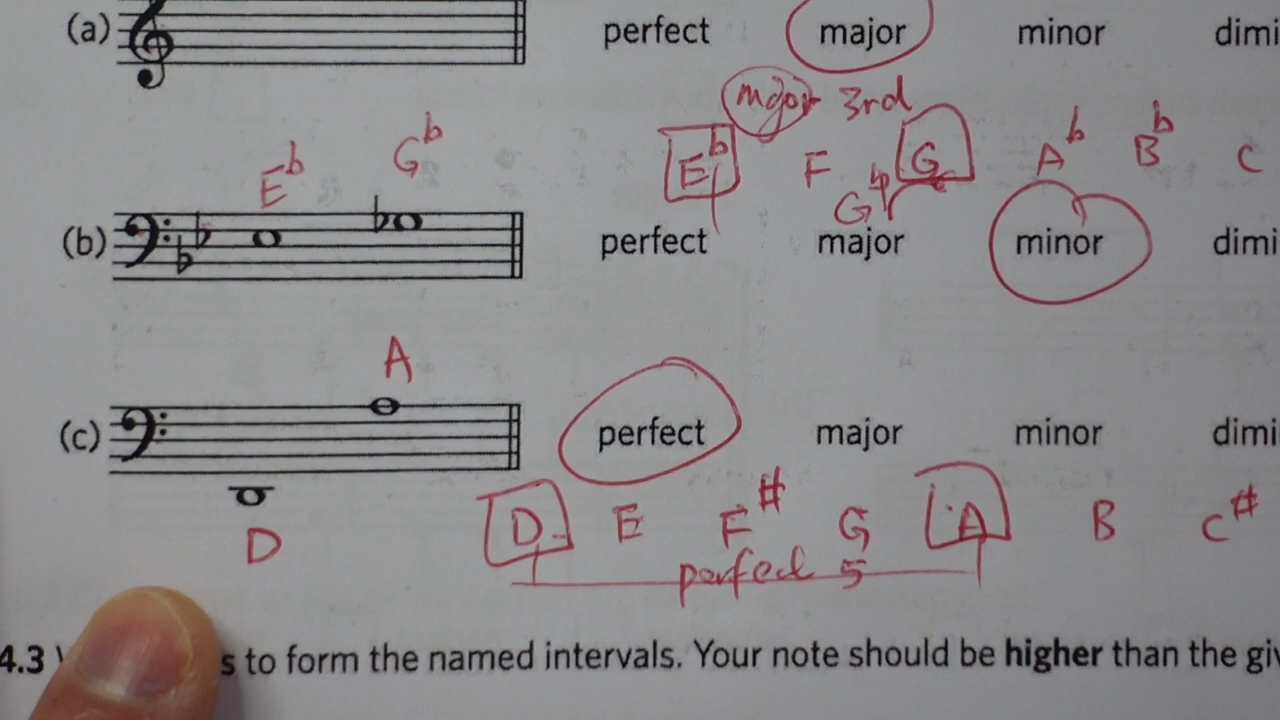 (a) perfect major minor dimi
major 3rd
E♭ G♭ E♭ F G A♭ B♭ C
G♭
(b) perfect major minor dimi
A
(c) perfect major minor dimi
D D E F# G A B C#
perfect 5
4.3 s to form the named intervals. Your note should be higher than the giv